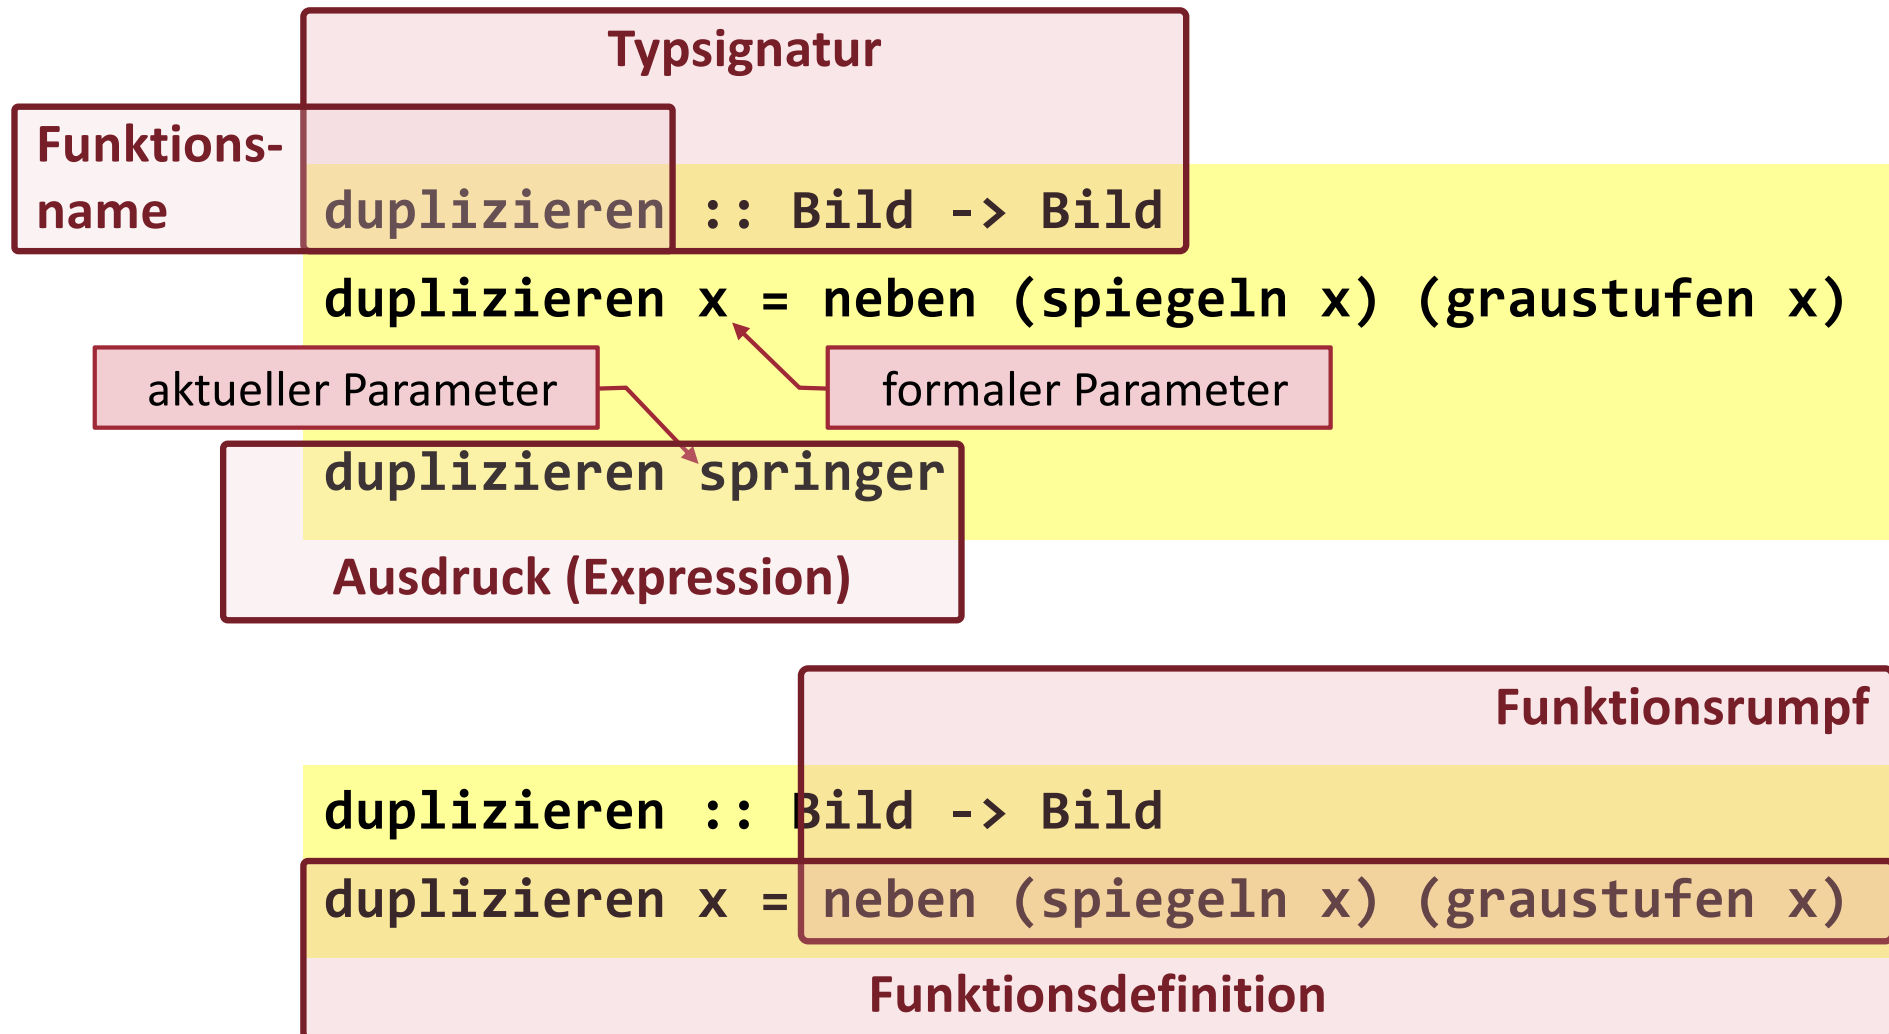 Typsignatur
Funktions-
name
duplizieren :: Bild -> Bild
duplizieren x = neben (spiegeln x) (graustufen x)
aktueller Parameter
formaler Parameter
duplizieren springer
Ausdruck (Expression)
Funktionsrumpf
duplizieren :: Bild -> Bild
duplizieren x = neben (spiegeln x) (graustufen x)
Funktionsdefinition